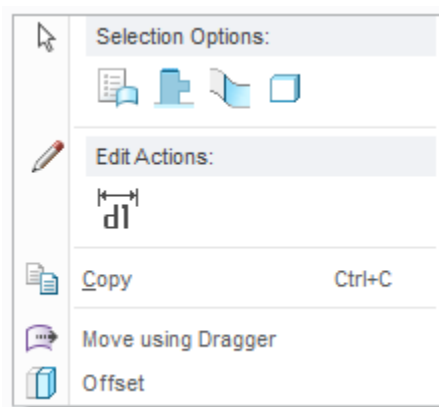 Selection Options:
Edit Actions:
d1
Copy Ctrl+C
Move using Dragger
Offset